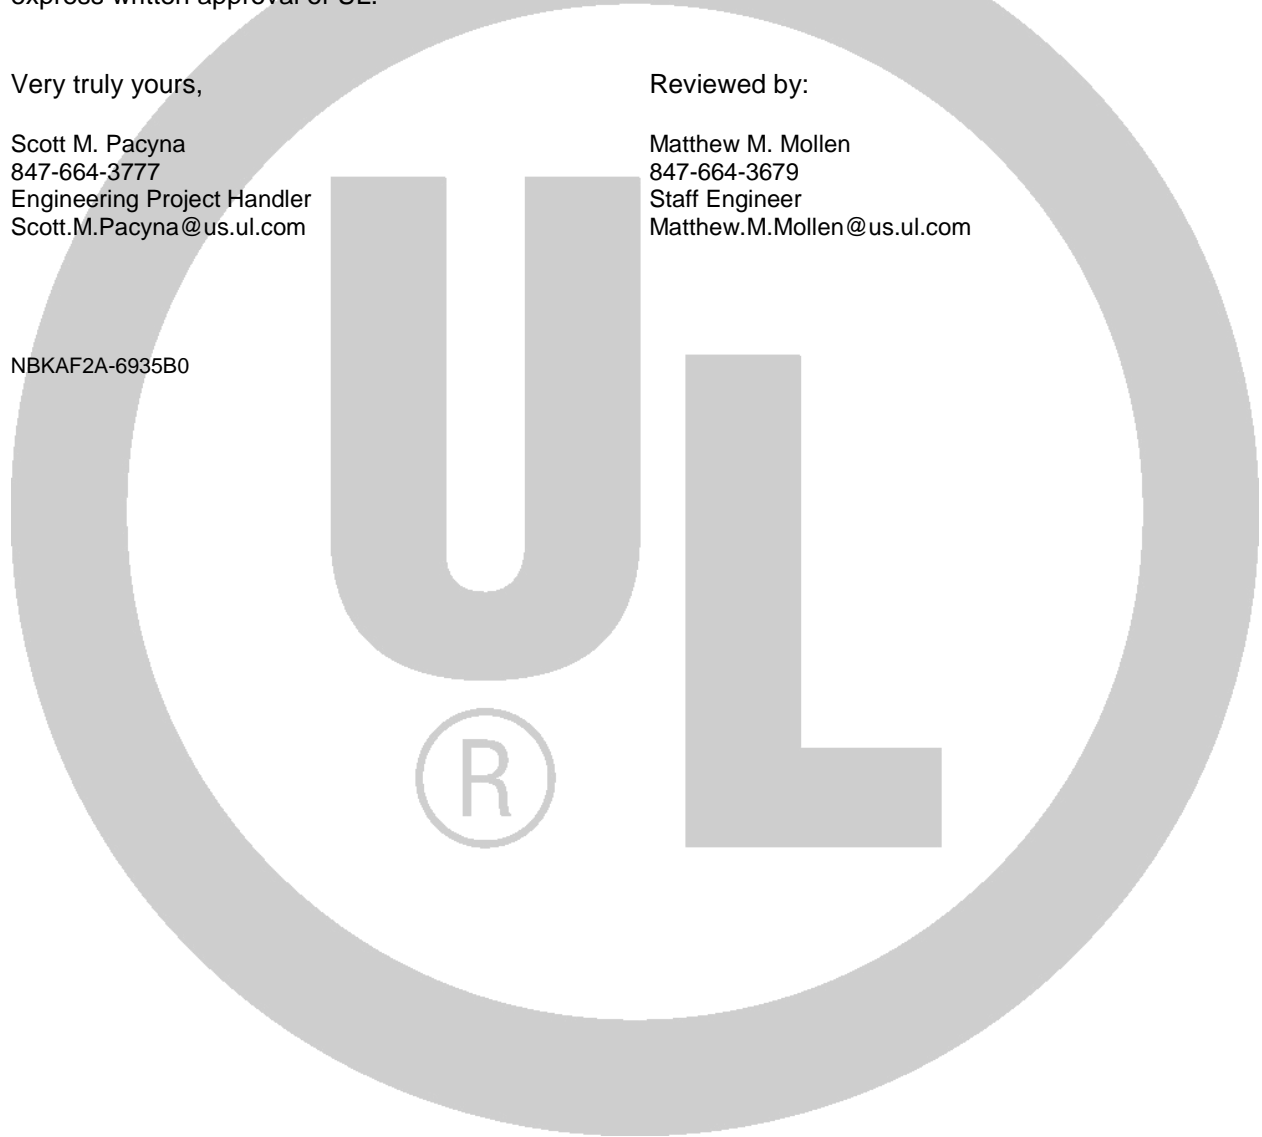 express written approval of UL.
Very truly yours,
Scott M. Pacyna
847-664-3777
Engineering Project Handler
Scott.M.Pacyna@us.ul.com
Reviewed by:
Matthew M. Mollen
847-664-3679
Staff Engineer
Matthew.M.Mollen@us.ul.com
NBKAF2A-6935B0
UL
®